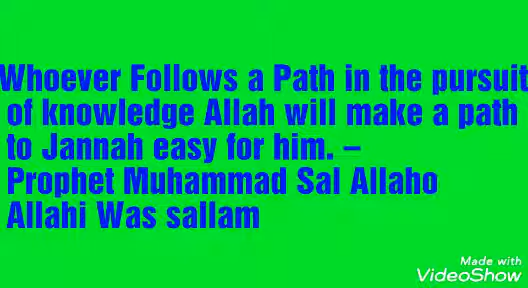 Whoever Follows a Path in the pursuit
of knowledge Allah will make a path
to Jannah easy for him. –
Prophet Muhammad Sal Allaho
Allahi Was sallam
Made with
VideoShow